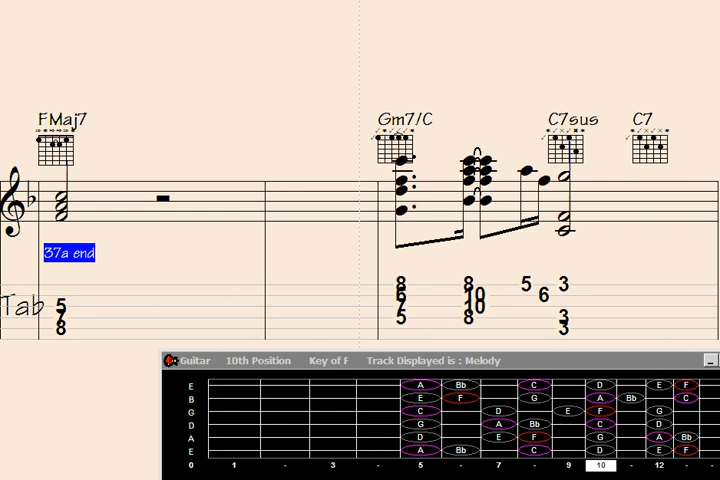 FMaj7 Gm7/C C7sus C7
37a end
8 8 5 3
6 10 6
Tab 5 7 10
7 5 8 3
8 3
Guitar 10th Position Key of F Track Displayed is : Melody
E A Bb C D E F
B E F G A Bb C
G C D E F G
D G A Bb C D
A D E F G A Bb
E A Bb C D E F
0 1 - 3 - 5 - 7 - 9 10 - 12 - -